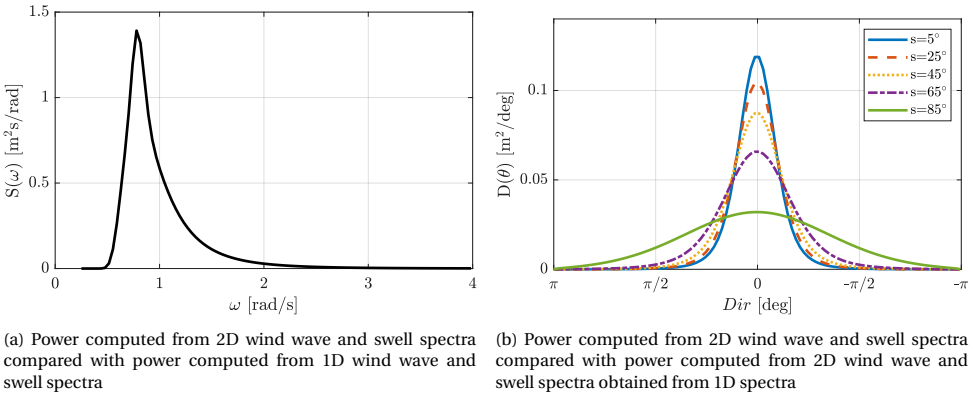 1.5
1
0.5
0
S(ω) [m²s/rad]
0 1 2 3 4
ω [rad/s]
0.1
0.05
0
D(θ) [m²/deg]
s=5°
s=25°
s=45°
s=65°
s=85°
π π/2 0 -π/2 -π
Dir [deg]
(a) Power computed from 2D wind wave and swell spectra
compared with power computed from 1D wind wave and
swell spectra
(b) Power computed from 2D wind wave and swell spectra
compared with power computed from 2D wind wave and
swell spectra obtained from 1D spectra